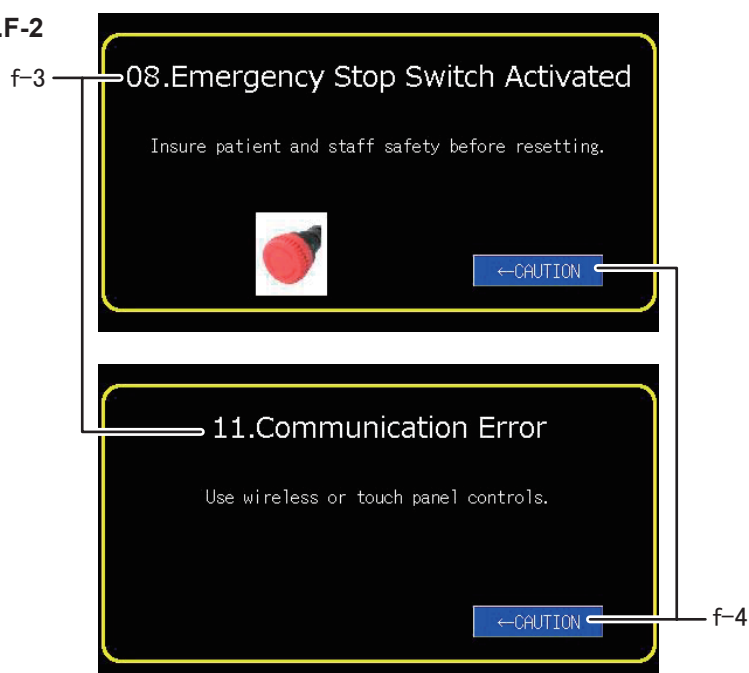 .F-2
f-3
08.Emergency Stop Switch Activated
Insure patient and staff safety before resetting.
←CAUTION
11.Communication Error
Use wireless or touch panel controls.
←CAUTION
f-4